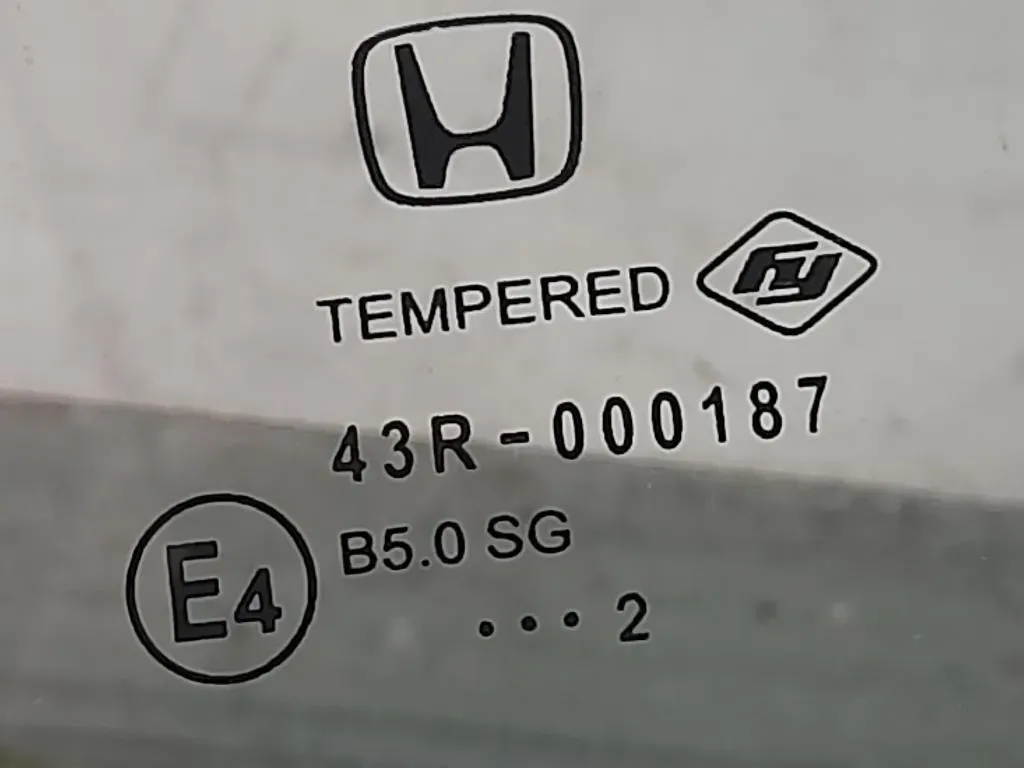 TEMPERED
43R-000187
E4
B5.0 SG
...2